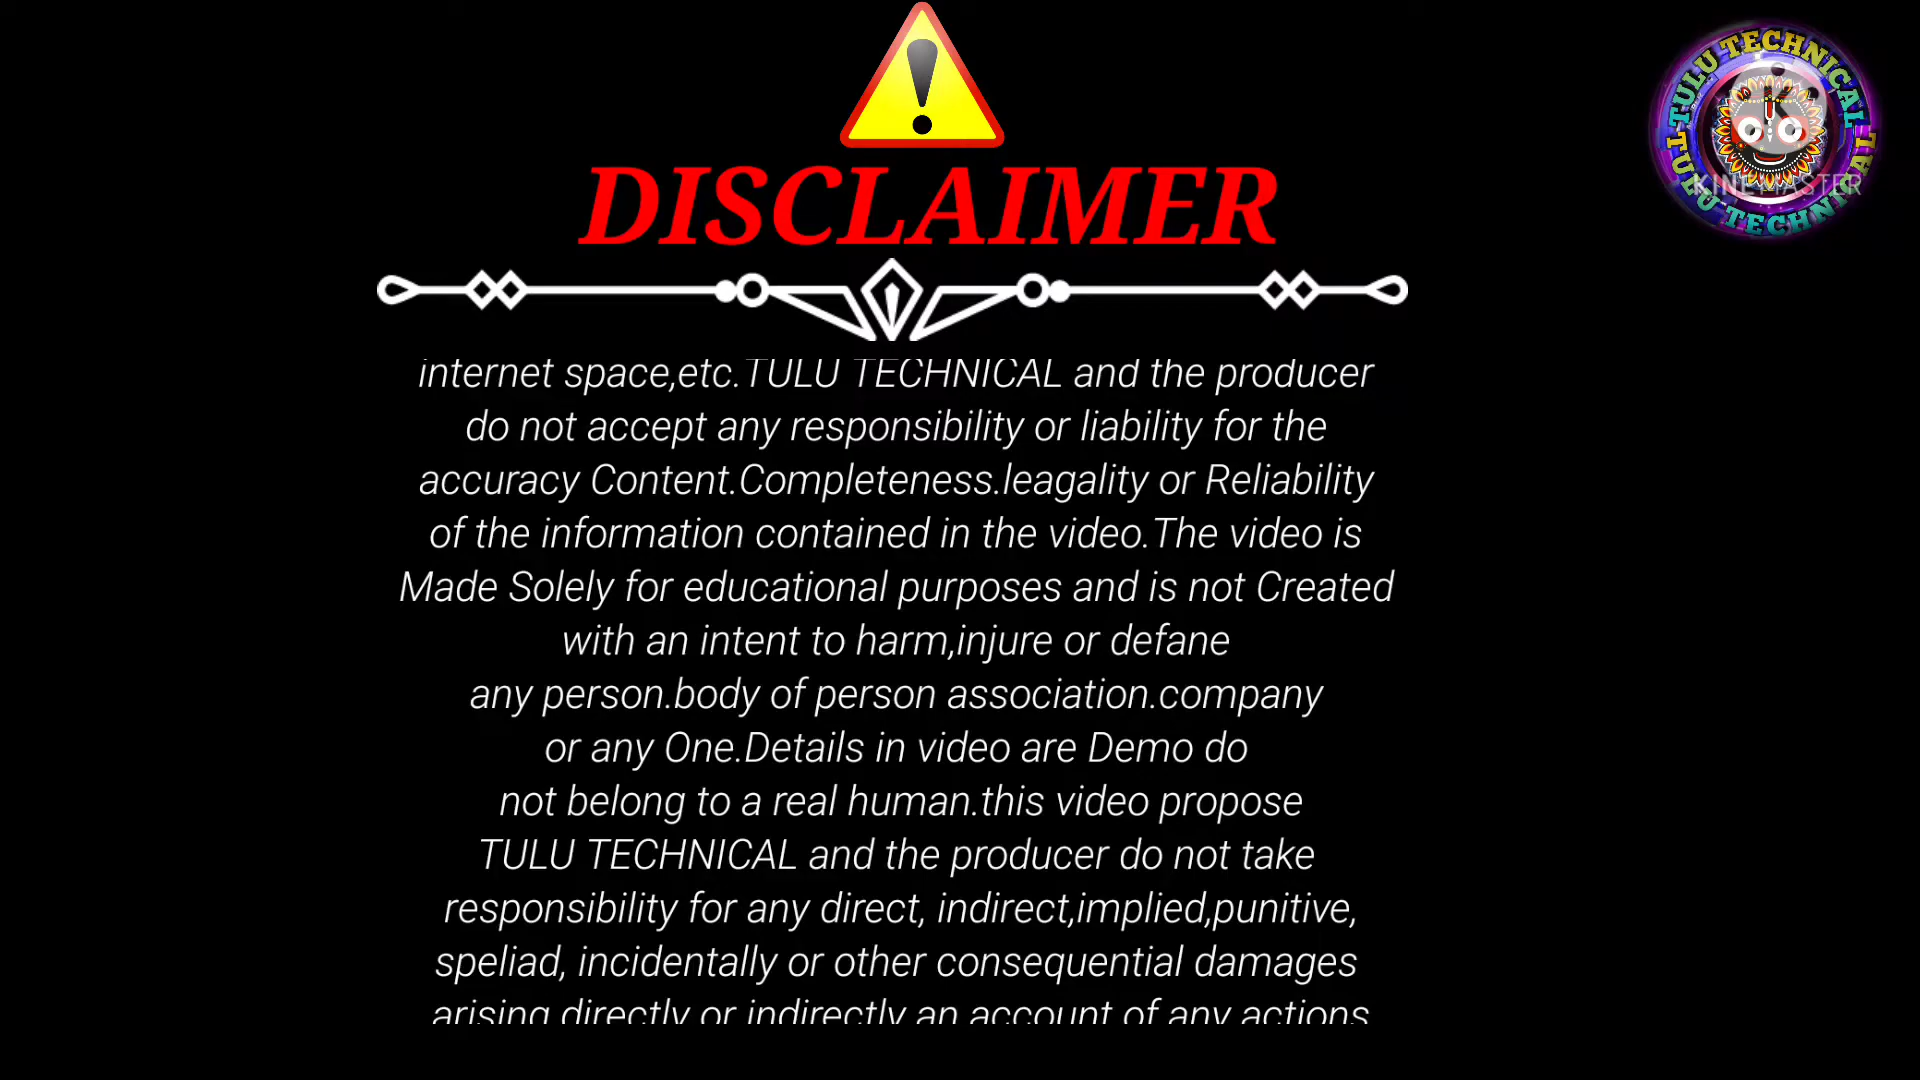 DISCLAIMER
TULU TECHNICAL
TULU TECHNICAL
KINEMASTER
internet space,etc.TULU TECHNICAL and the producer
do not accept any responsibility or liability for the
accuracy Content.Completeness.leagality or Reliability
of the information contained in the video.The video is
Made Solely for educational purposes and is not Created
with an intent to harm,injure or defane
any person.body of person association.company
or any One.Details in video are Demo do
not belong to a real human.this video propose
TULU TECHNICAL and the producer do not take
responsibility for any direct, indirect,implied,punitive,
speliad, incidentally or other consequential damages
arising directly or indirectly an account of any actions